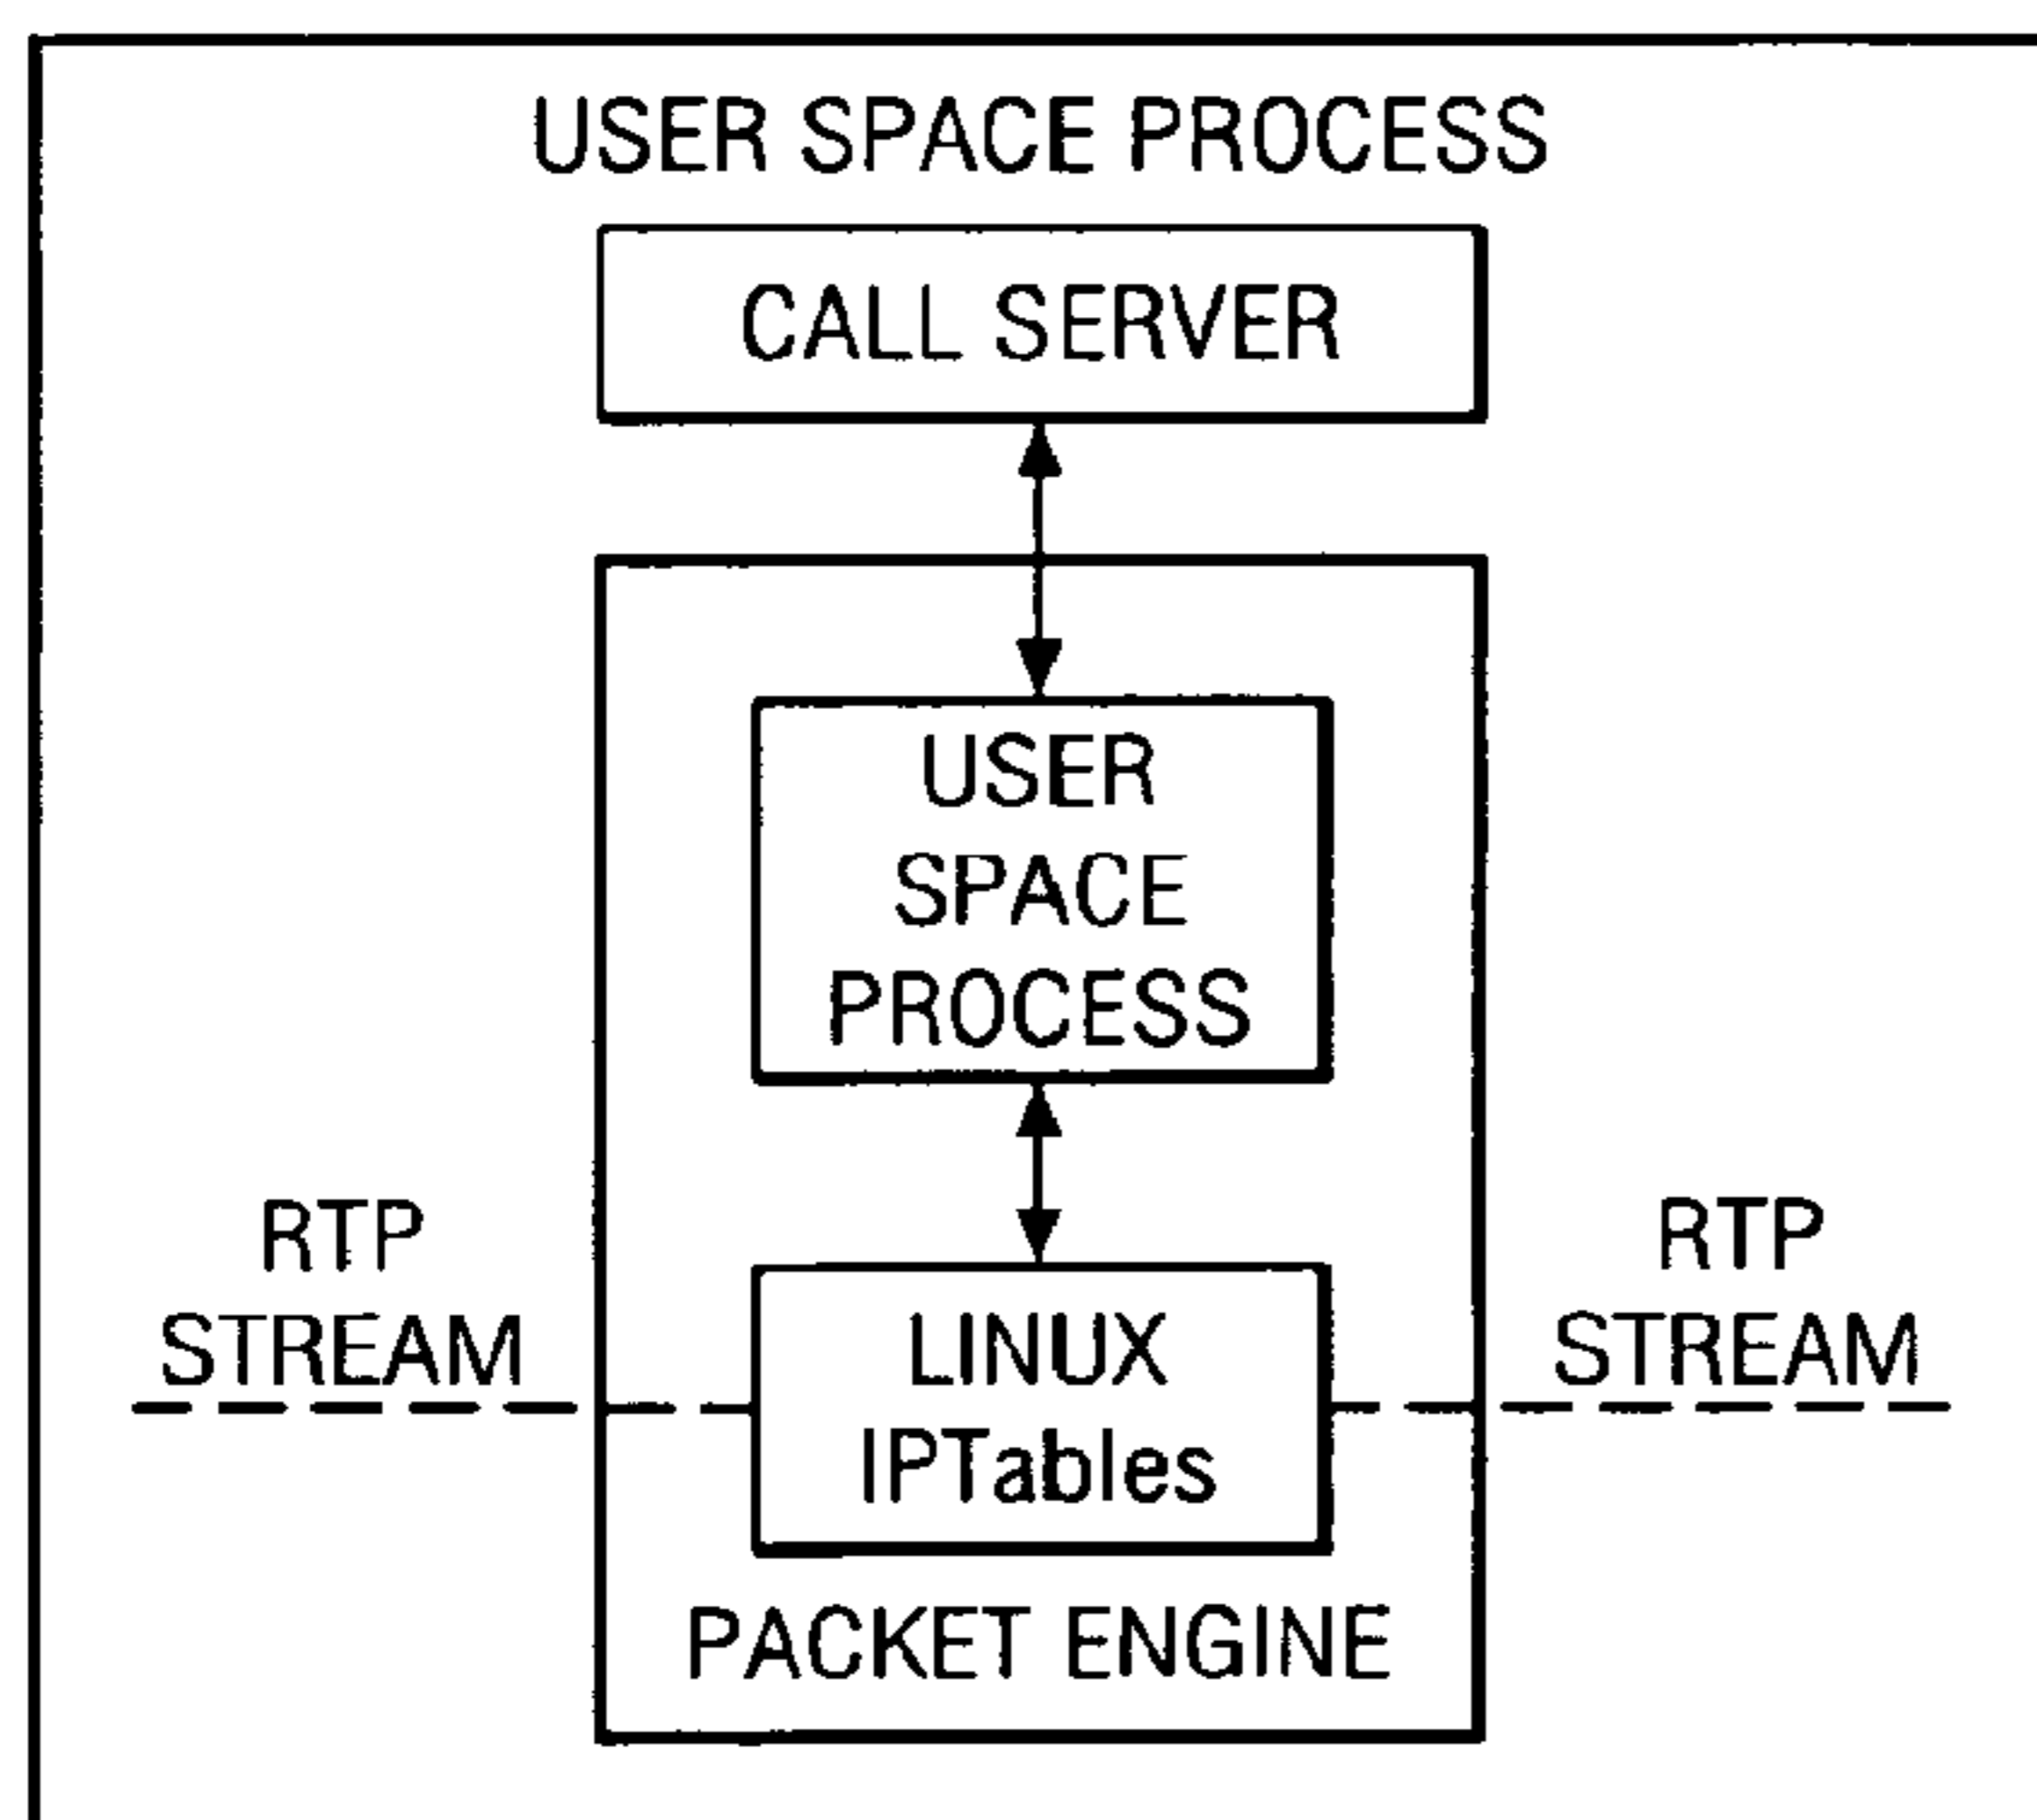 USER SPACE PROCESS
CALL SERVER
USER
SPACE
PROCESS
RTP
STREAM
LINUX
IPTables
RTP
STREAM
PACKET ENGINE